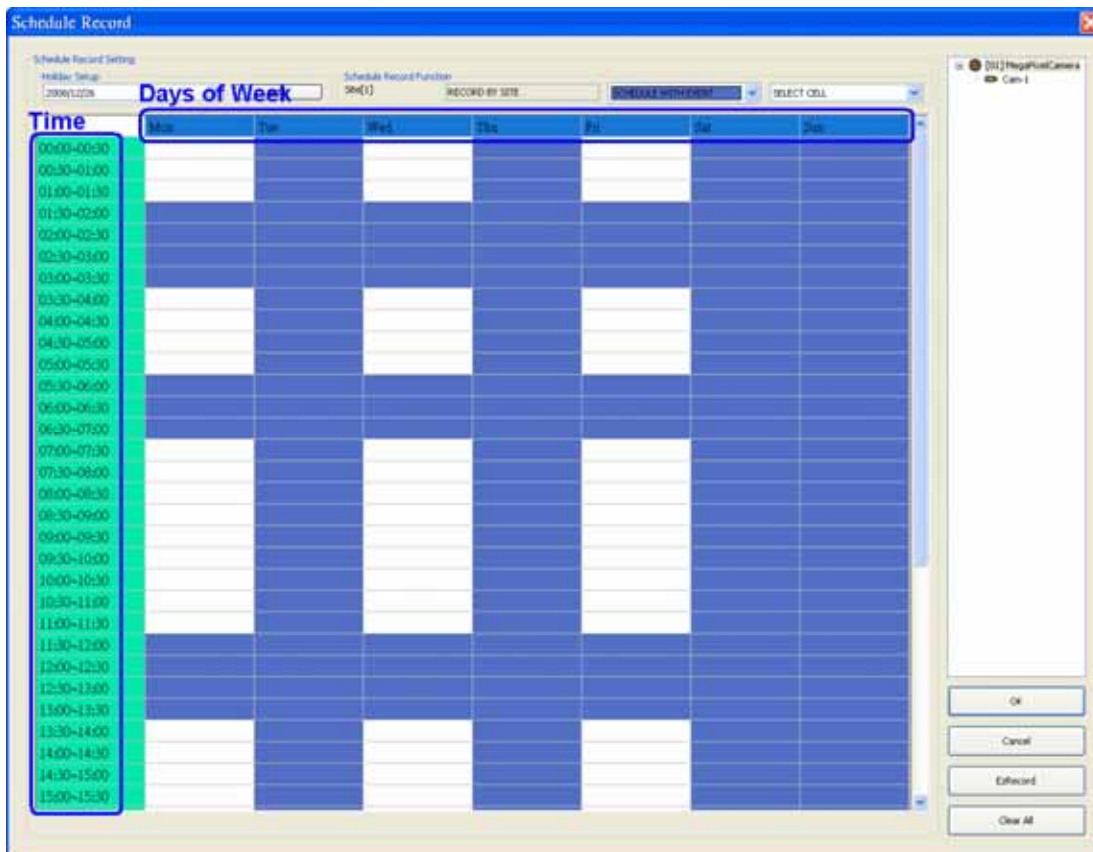 Schedule Record
Schedule Record Setting
Holiday Setup
2006/12/26
Days of Week
Schedule Record Function
Site[1]
RECORD BY SITE
SCHEDULE WITH EVENT
SELECT CELL
[01]MegaPixelCamera
Cam-1
Time
Mon Tue Wed Thu Fri Sat Sun
00:00~00:30
00:30~01:00
01:00~01:30
01:30~02:00
02:00~02:30
02:30~03:00
03:00~03:30
03:30~04:00
04:00~04:30
04:30~05:00
05:00~05:30
05:30~06:00
06:00~06:30
06:30~07:00
07:00~07:30
07:30~08:00
08:00~08:30
08:30~09:00
09:00~09:30
09:30~10:00
10:00~10:30
10:30~11:00
11:00~11:30
11:30~12:00
12:00~12:30
12:30~13:00
13:00~13:30
13:30~14:00
14:00~14:30
14:30~15:00
15:00~15:30
OK
Cancel
EzRecord
Clear All